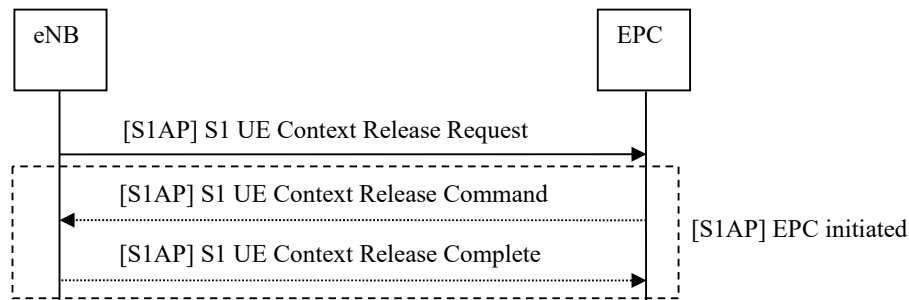 eNB
EPC
[S1AP] S1 UE Context Release Request
[S1AP] S1 UE Context Release Command
[S1AP] EPC initiated
[S1AP] S1 UE Context Release Complete